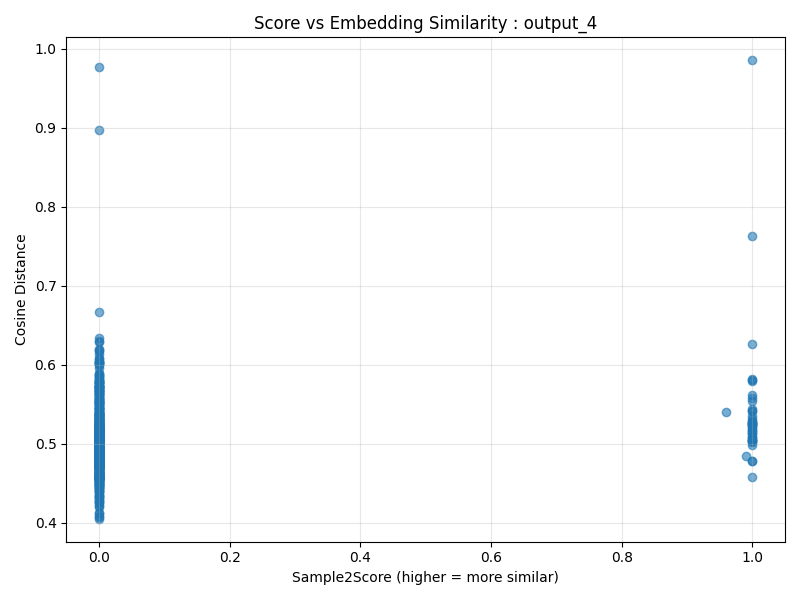 Score vs Embedding Similarity : output_4
1.0
0.9
0.8
0.7
0.6
0.5
0.4
Cosine Distance
0.0 0.2 0.4 0.6 0.8 1.0
Sample2Score (higher = more similar)